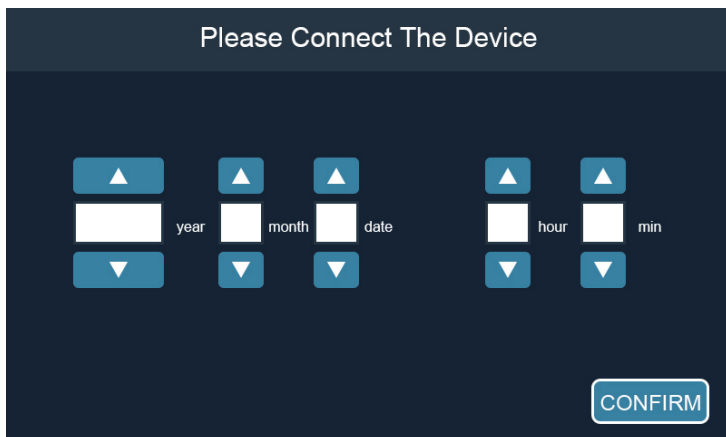 Please Connect The Device
year month date hour min
CONFIRM